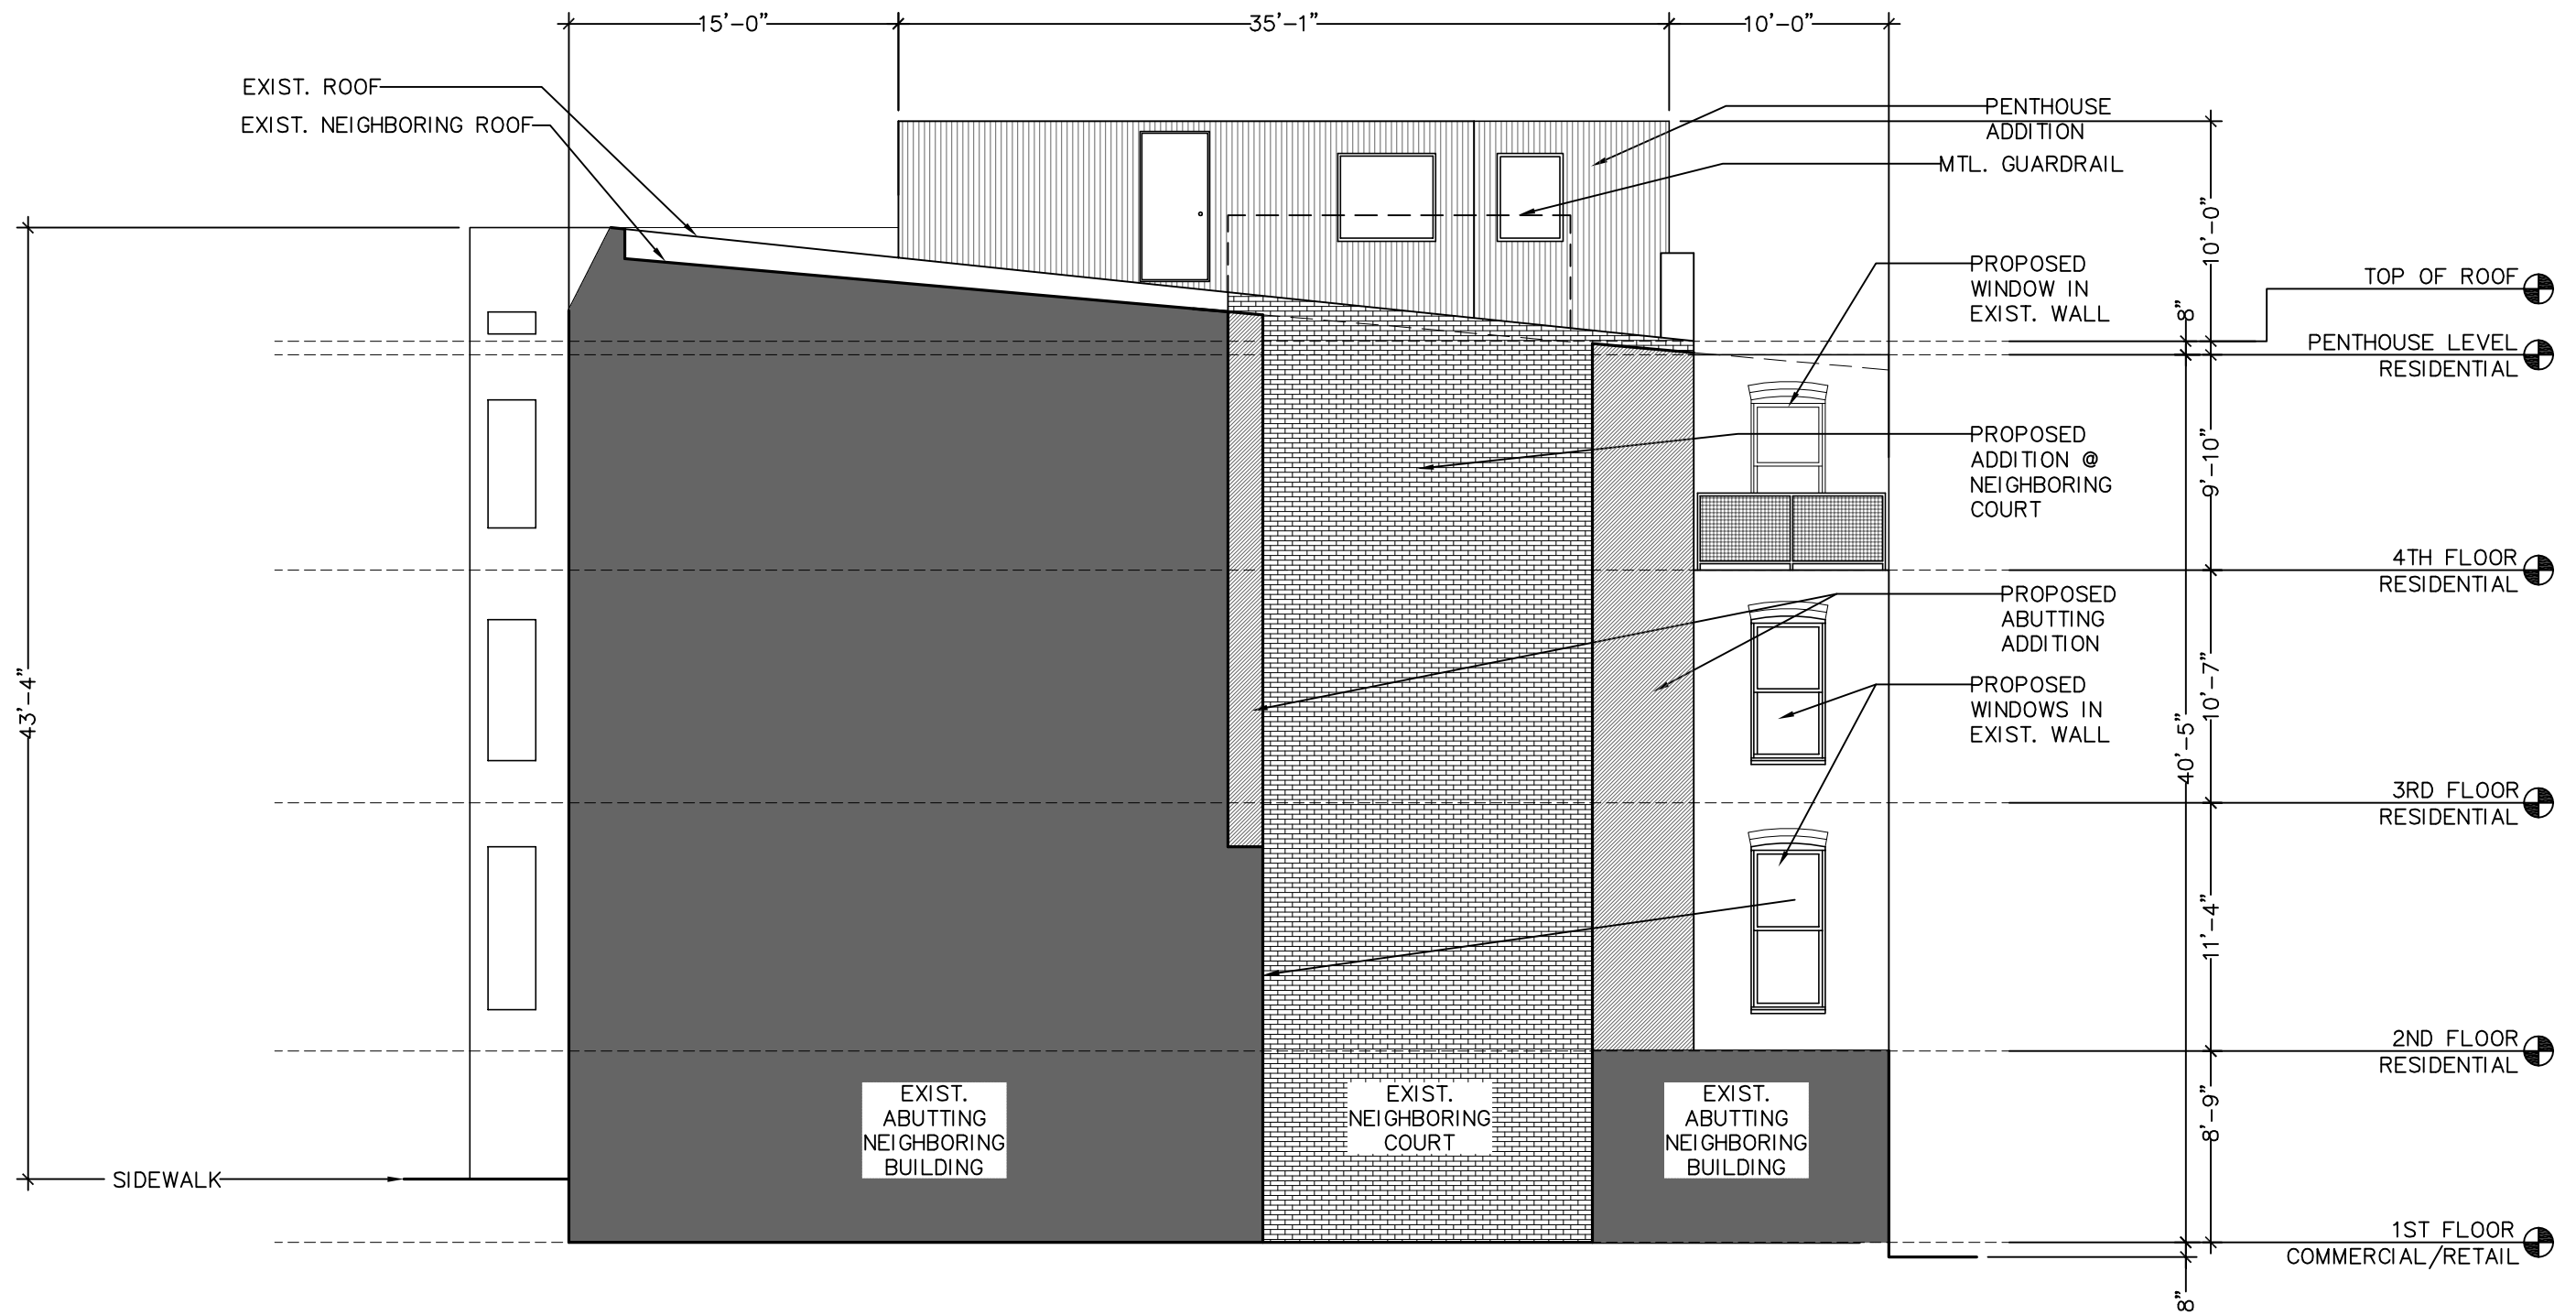 15'-0"
35'-1"
10'-0"
EXIST. ROOF
EXIST. NEIGHBORING ROOF
PENTHOUSE
ADDITION
MTL. GUARDRAIL
10'-0"
PROPOSED
WINDOW IN
EXIST. WALL
TOP OF ROOF
8"
PENTHOUSE LEVEL
RESIDENTIAL
PROPOSED
ADDITION @
NEIGHBORING
COURT
9'-10"
4TH FLOOR
RESIDENTIAL
PROPOSED
ABUTTING
ADDITION
43'-4"
10'-7"
PROPOSED
WINDOWS IN
EXIST. WALL
40'-5"
3RD FLOOR
RESIDENTIAL
11'-4"
2ND FLOOR
RESIDENTIAL
EXIST.
ABUTTING
NEIGHBORING
BUILDING
EXIST.
NEIGHBORING
COURT
EXIST.
ABUTTING
NEIGHBORING
BUILDING
8'-9"
SIDEWALK
1ST FLOOR
COMMERCIAL/RETAIL
8"